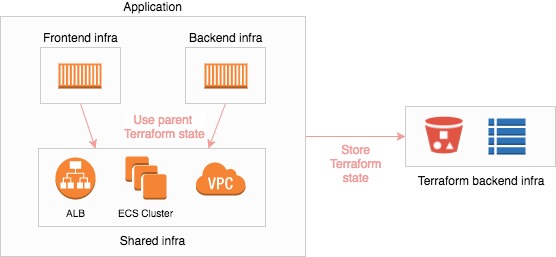 Application
Frontend infra
Backend infra
Use parent
Terraform state
ALB
ECS Cluster
VPC
Shared infra
Store
Terraform
state
Terraform backend infra